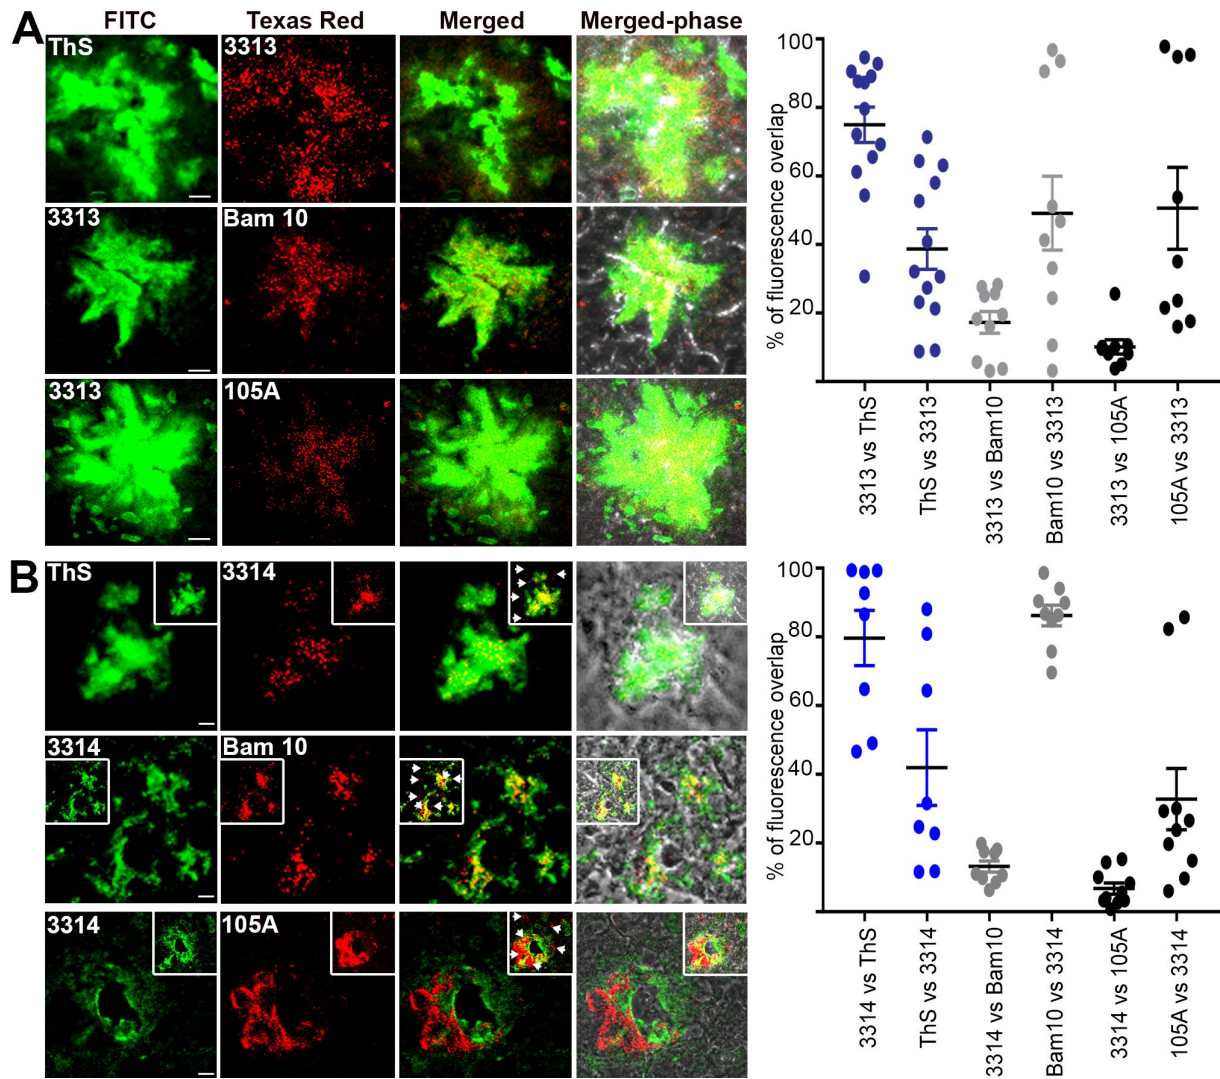 A
FITC
Texas Red
Merged
Merged-phase
ThS
3313
3313
Bam 10
3313
105A
% of fluorescence overlap
100
80
60
40
20
3313 vs ThS
ThS vs 3313
3313 vs Bam10
Bam10 vs 3313
3313 vs 105A
105A vs 3313
B
ThS
3314
3314
Bam 10
3314
105A
% of fluorescence overlap
100
80
60
40
20
3314 vs ThS
ThS vs 3314
3314 vs Bam10
Bam10 vs 3314
3314 vs 105A
105A vs 3314